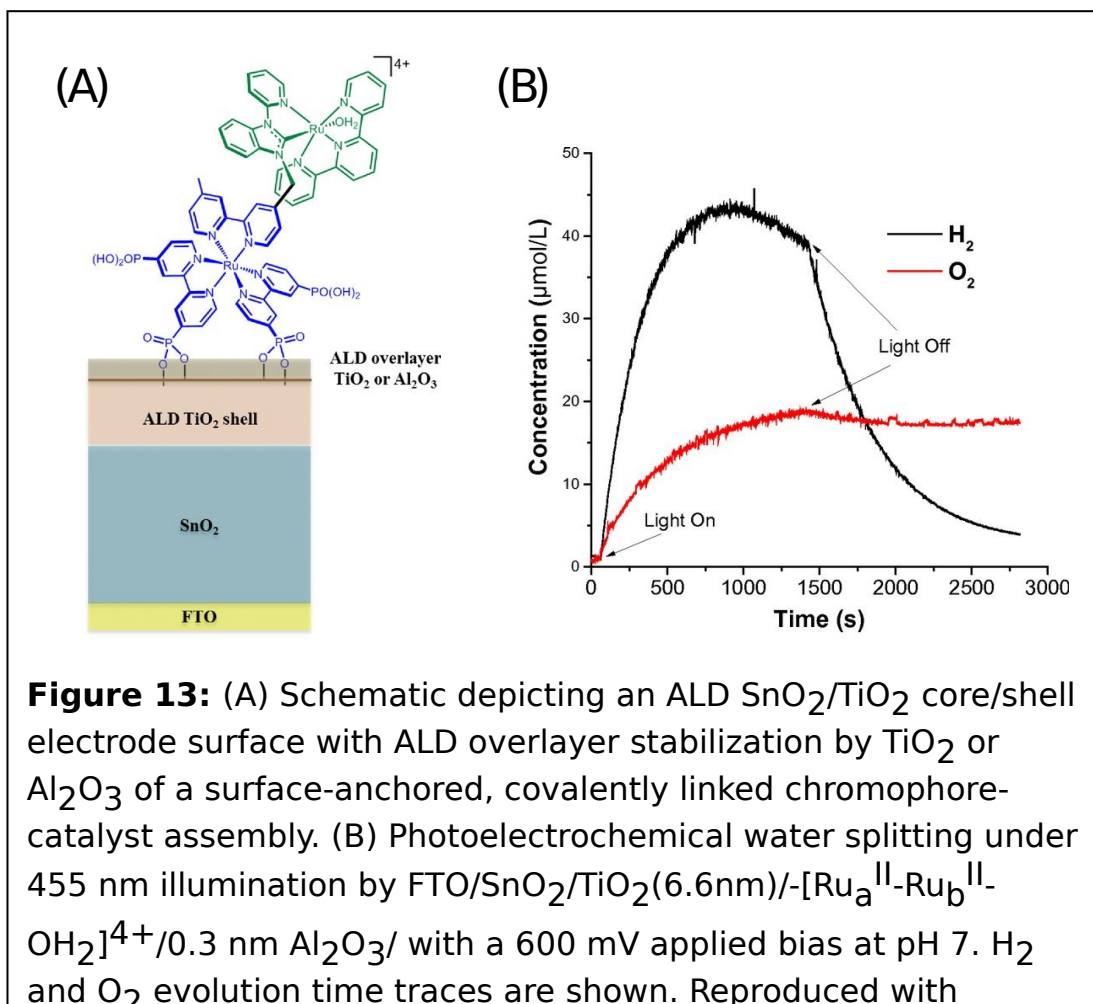 (A)
(B)
4+
N
N
N
N
N
N
Ru
OH₂
N
N
N
N
N
N
Ru
(HO)₂OP
PO(OH)₂
O
P
O
O
P
O
O
O
ALD overlayer
TiO₂ or Al₂O₃
ALD TiO₂ shell
SnO₂
FTO
50
40
30
20
10
0
Concentration (µmol/L)
H₂
O₂
Light Off
Light On
0 500 1000 1500 2000 2500 3000
Time (s)
Figure 13: (A) Schematic depicting an ALD SnO₂/TiO₂ core/shell
electrode surface with ALD overlayer stabilization by TiO₂ or
Al₂O₃ of a surface-anchored, covalently linked chromophore-
catalyst assembly. (B) Photoelectrochemical water splitting under
455 nm illumination by FTO/SnO₂/TiO₂(6.6nm)/-[Ruₐᴵᴵ-Ru_bᴵᴵ-
OH₂]⁴⁺/0.3 nm Al₂O₃/ with a 600 mV applied bias at pH 7. H₂
and O₂ evolution time traces are shown. Reproduced with